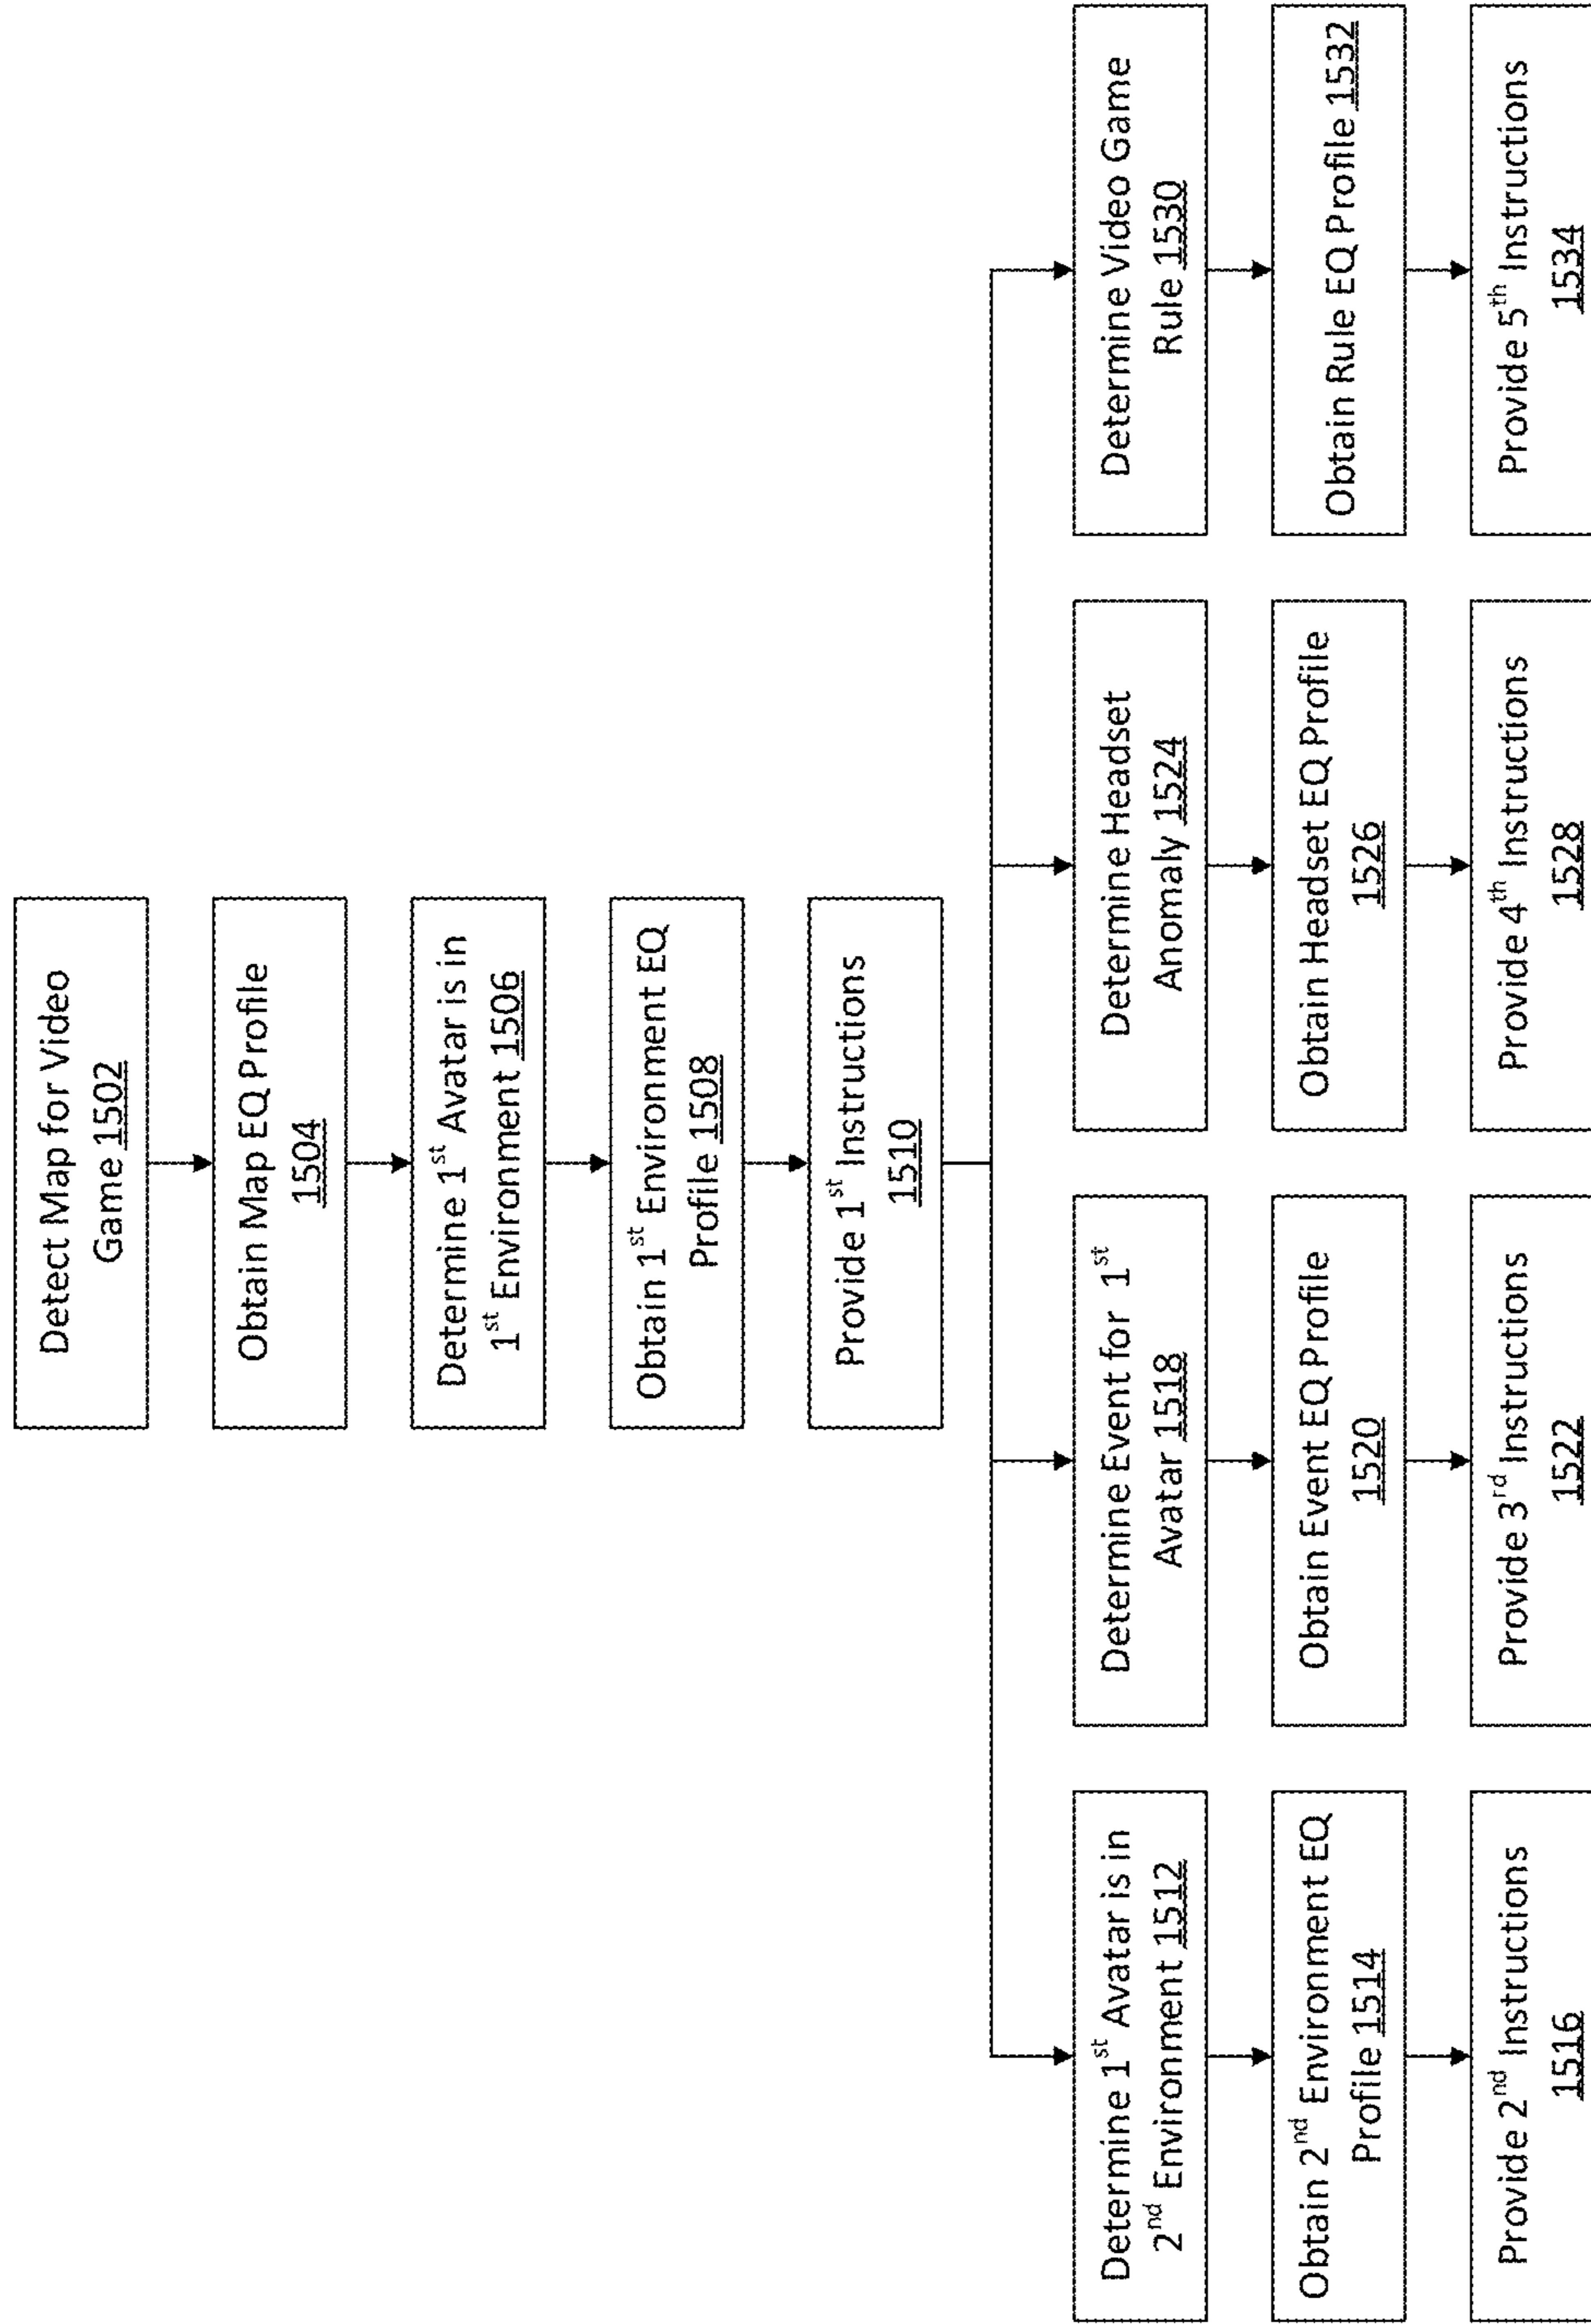 Detect Map for Video
Game 1502
Obtain Map EQ Profile
1504
Determine 1st Avatar is in
1st Environment 1506
Obtain 1st Environment EQ
Profile 1508
Provide 1st Instructions
1510
Determine 1st Avatar is in
2nd Environment 1512
Obtain 2nd Environment EQ
Profile 1514
Provide 2nd Instructions
1516
Determine Event for 1st
Avatar 1518
Obtain Event EQ Profile
1520
Provide 3rd Instructions
1522
Determine Headset
Anomaly 1524
Obtain Headset EQ Profile
1526
Provide 4th Instructions
1528
Determine Video Game
Rule 1530
Obtain Rule EQ Profile 1532
Provide 5th Instructions
1534